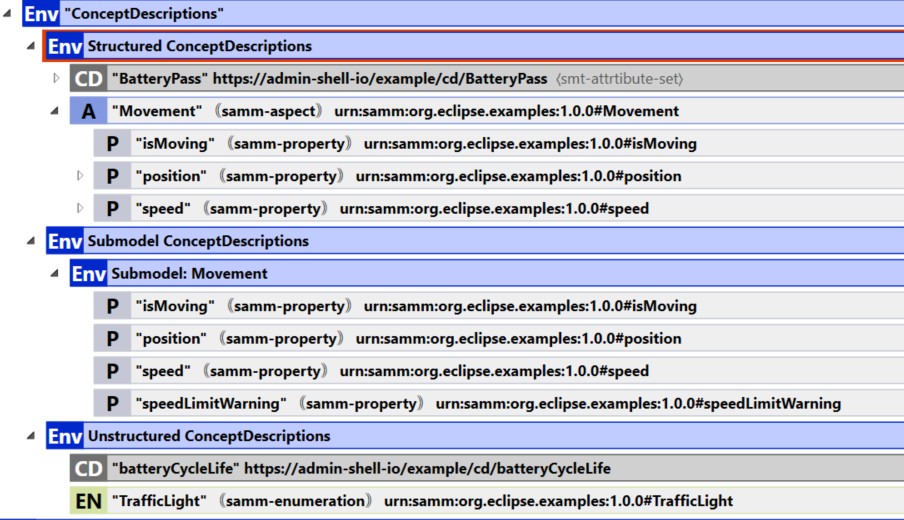 Env "ConceptDescriptions"
Env Structured ConceptDescriptions
CD "BatteryPass" https://admin-shell-io/example/cd/BatteryPass ⟨smt-attrtibute-set⟩
A "Movement" ⟪samm-aspect⟫ urn:samm:org.eclipse.examples:1.0.0#Movement
P "isMoving" ⟪samm-property⟫ urn:samm:org.eclipse.examples:1.0.0#isMoving
P "position" ⟪samm-property⟫ urn:samm:org.eclipse.examples:1.0.0#position
P "speed" ⟪samm-property⟫ urn:samm:org.eclipse.examples:1.0.0#speed
Env Submodel ConceptDescriptions
Env Submodel: Movement
P "isMoving" ⟪samm-property⟫ urn:samm:org.eclipse.examples:1.0.0#isMoving
P "position" ⟪samm-property⟫ urn:samm:org.eclipse.examples:1.0.0#position
P "speed" ⟪samm-property⟫ urn:samm:org.eclipse.examples:1.0.0#speed
P "speedLimitWarning" ⟪samm-property⟫ urn:samm:org.eclipse.examples:1.0.0#speedLimitWarning
Env Unstructured ConceptDescriptions
CD "batteryCycleLife" https://admin-shell-io/example/cd/batteryCycleLife
EN "TrafficLight" ⟪samm-enumeration⟫ urn:samm:org.eclipse.examples:1.0.0#TrafficLight